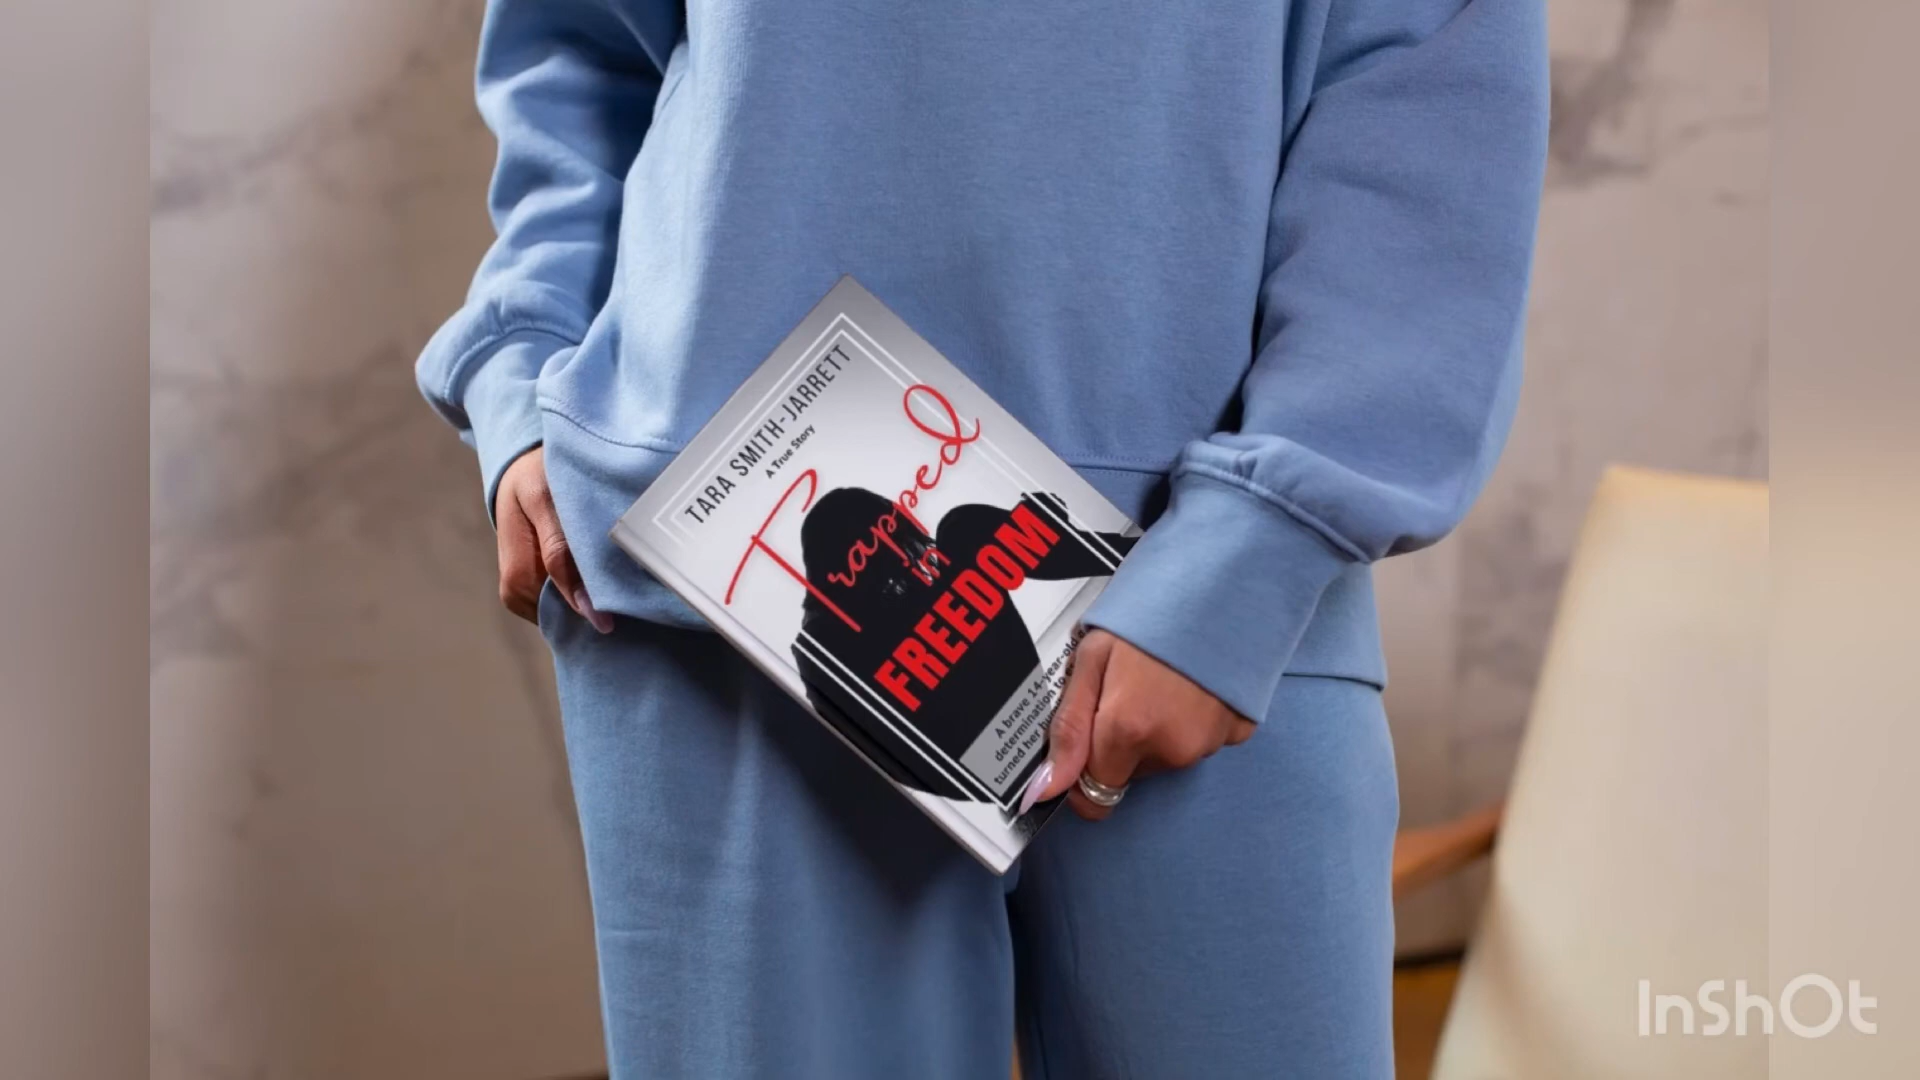 TARA SMITH-JARRETT
A True Story
Trapped
in
FREEDOM
A brave 14-year-old
determination to
turned her
InShOt